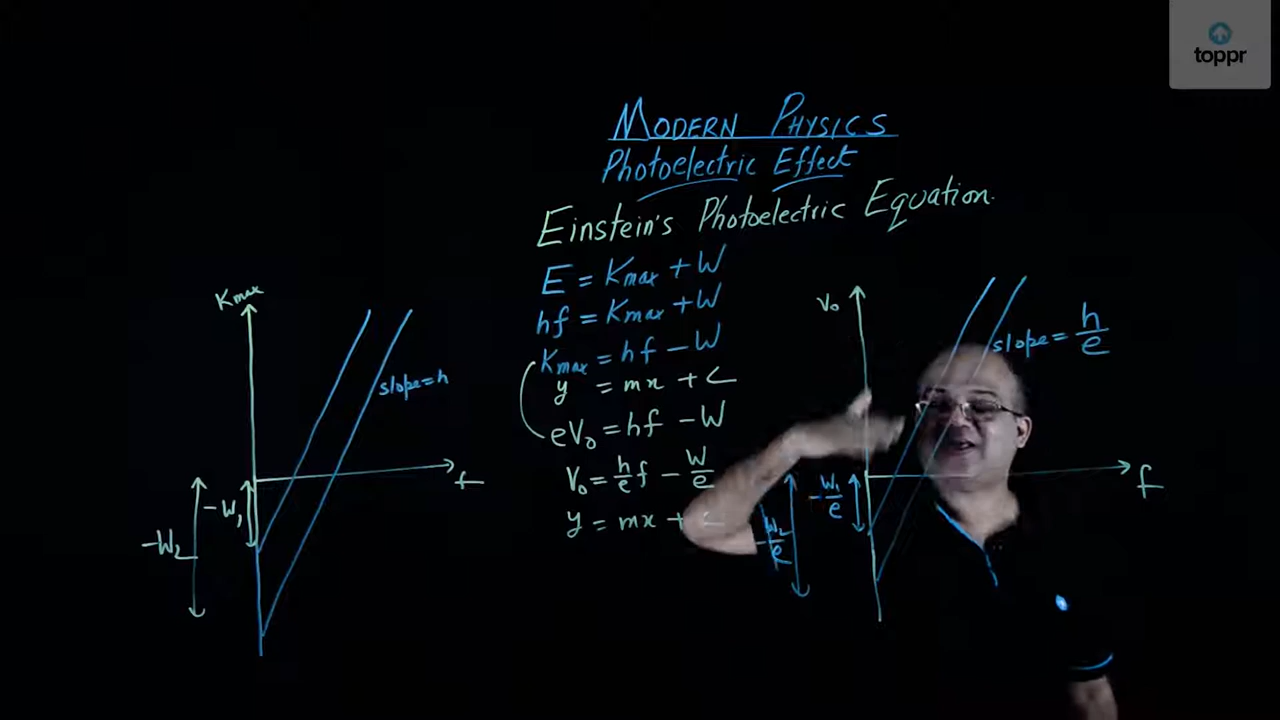 toppr
MODERN PHYSICS
Photoelectric Effect
Einstein's Photoelectric Equation.
E = Kmax + W
hf = Kmax + W
Kmax = hf - W
y = mx + C
eV₀ = hf - W
V₀ = h/e f - W/e
y = mx + C
Kmax
slope = h
f
-W₁
-W₂
V₀
slope = h/e
f
-W₁/e
-W₂/e